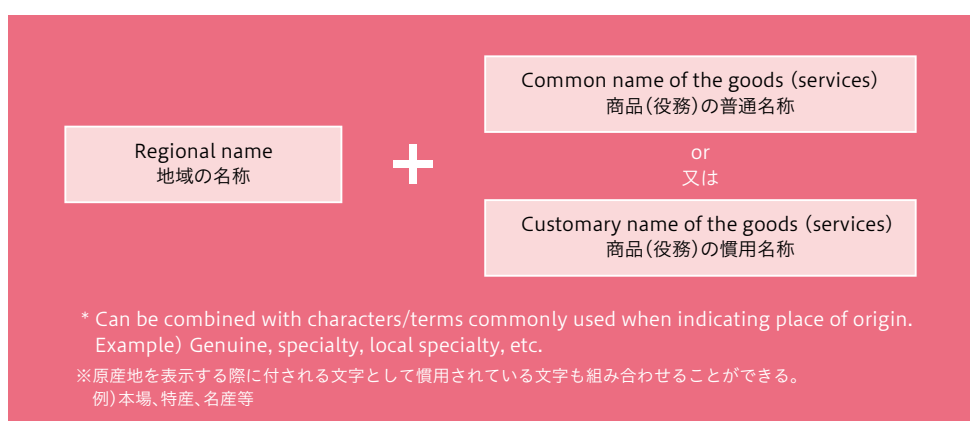 Regional name
地域の名称
+
Common name of the goods (services)
商品(役務)の普通名称
or
又は
Customary name of the goods (services)
商品(役務)の慣用名称
* Can be combined with characters/terms commonly used when indicating place of origin.
Example) Genuine, specialty, local specialty, etc.
※原産地を表示する際に付される文字として慣用されている文字も組み合わせることができる。
例)本場、特産、名産等